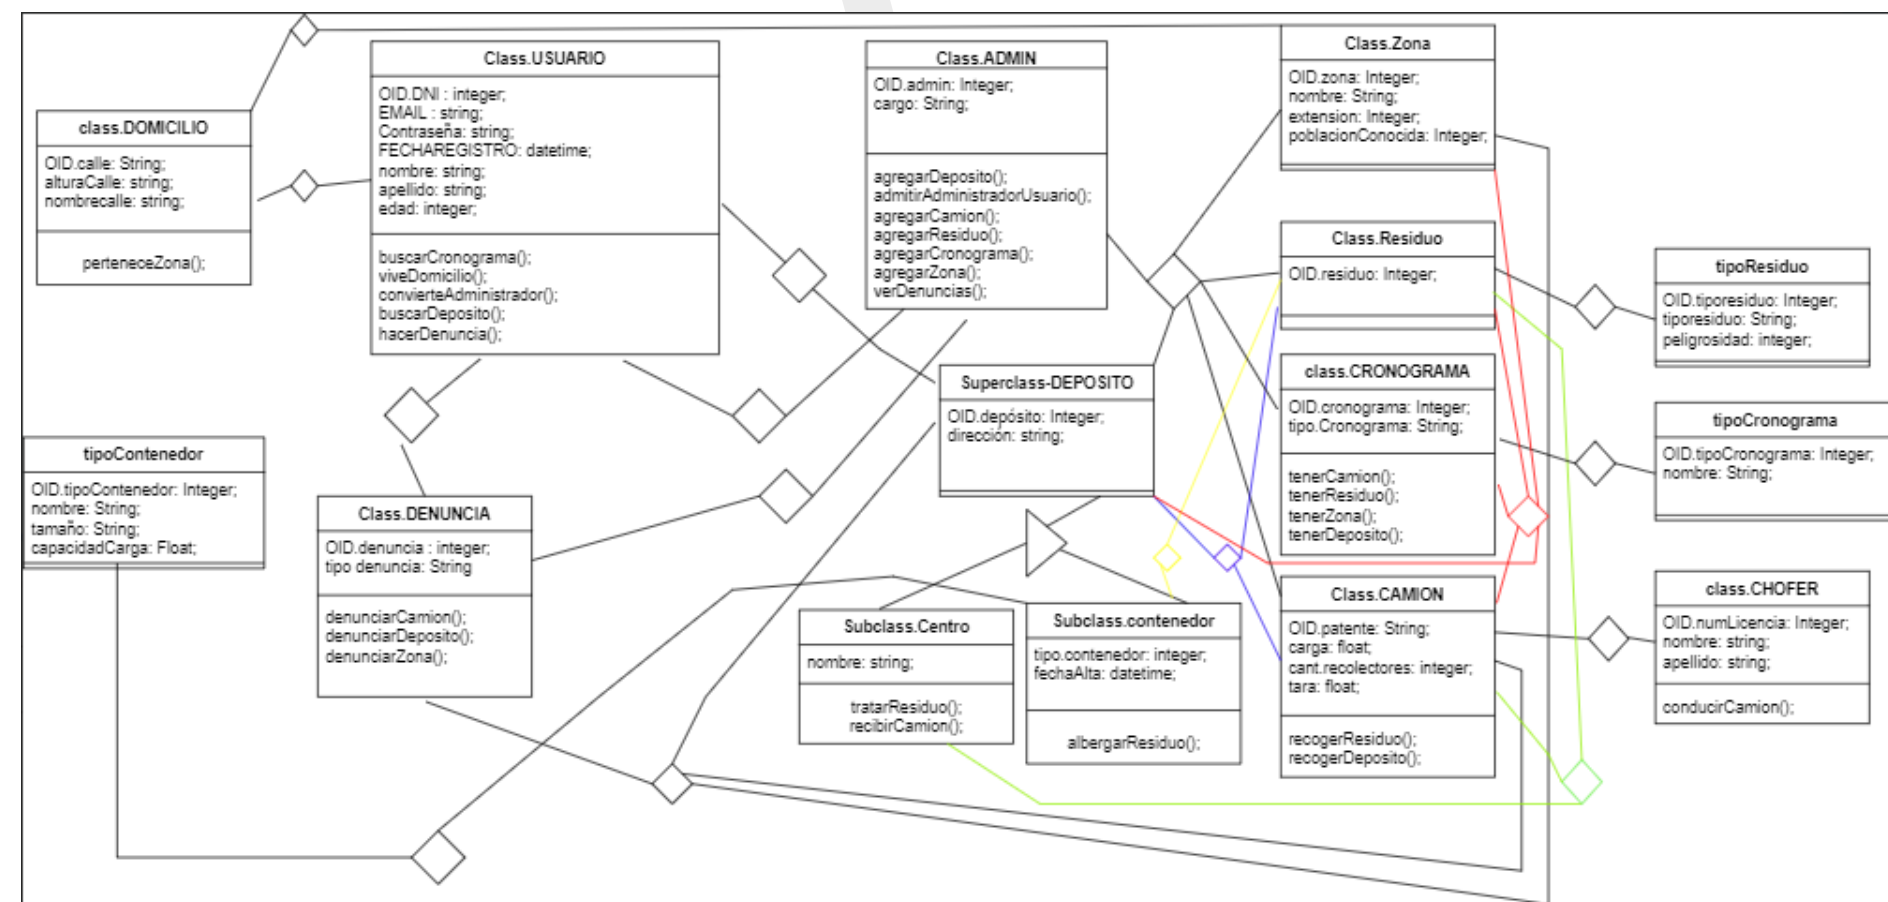 class.DOMICILIO
OID.calle: String;
alturaCalle: string;
nombrecalle: string;
perteneceZona();
Class.USUARIO
OID.DNI : integer;
EMAIL : string;
Contraseña: string;
FECHAREGISTRO: datetime;
nombre: string;
apellido: string;
edad: integer;
buscarCronograma();
viveDomicilio();
convierteAdministrador();
buscarDeposito();
hacerDenuncia();
Class.ADMIN
OID.admin: Integer;
cargo: String;
agregarDeposito();
admitirAdministradorUsuario();
agregarCamion();
agregarResiduo();
agregarCronograma();
agregarZona();
verDenuncias();
Class.Zona
OID.zona: Integer;
nombre: String;
extension: Integer;
poblacionConocida: Integer;
Class.Residuo
OID.residuo: Integer;
tipoResiduo
OID.tiporesiduo: Integer;
tiporesiduo: String;
peligrosidad: integer;
Superclass-DEPOSITO
OID.depósito: Integer;
dirección: string;
class.CRONOGRAMA
OID.cronograma: Integer;
tipo.Cronograma: String;
tenerCamion();
tenerResiduo();
tenerZona();
tenerDeposito();
tipoCronograma
OID.tipoCronograma: Integer;
nombre: String;
tipoContenedor
OID.tipoContenedor: Integer;
nombre: String;
tamaño: String;
capacidadCarga: Float;
Class.DENUNCIA
OID.denuncia : integer;
tipo denuncia: String
denunciarCamion();
denunciarDeposito();
denunciarZona();
Subclass.Centro
nombre: string;
tratarResiduo();
recibirCamion();
Subclass.contenedor
tipo.contenedor: integer;
fechaAlta: datetime;
albergarResiduo();
Class.CAMION
OID.patente: String;
carga: float;
cant.recolectores: integer;
tara: float;
recogerResiduo();
recogerDeposito();
class.CHOFER
OID.numLicencia: Integer;
nombre: string;
apellido: string;
conducirCamion();